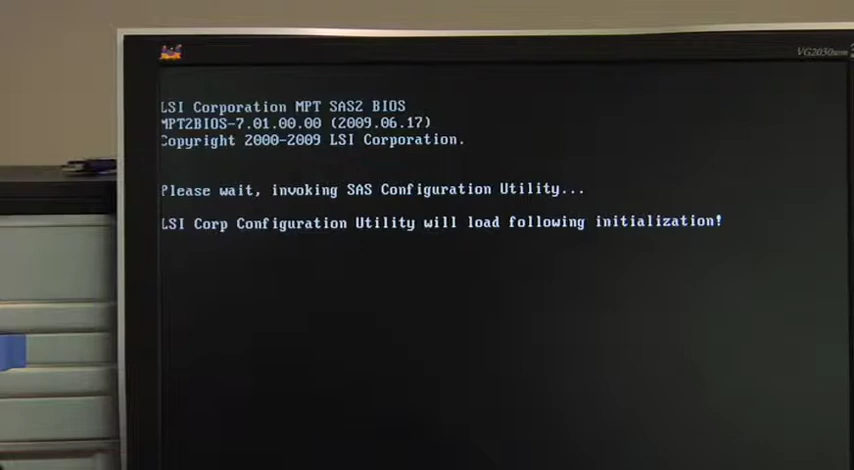 VG2030wm
LSI Corporation MPT SAS2 BIOS
MPT2BIOS-7.01.00.00 (2009.06.17)
Copyright 2000-2009 LSI Corporation.
Please wait, invoking SAS Configuration Utility...
LSI Corp Configuration Utility will load following initialization!